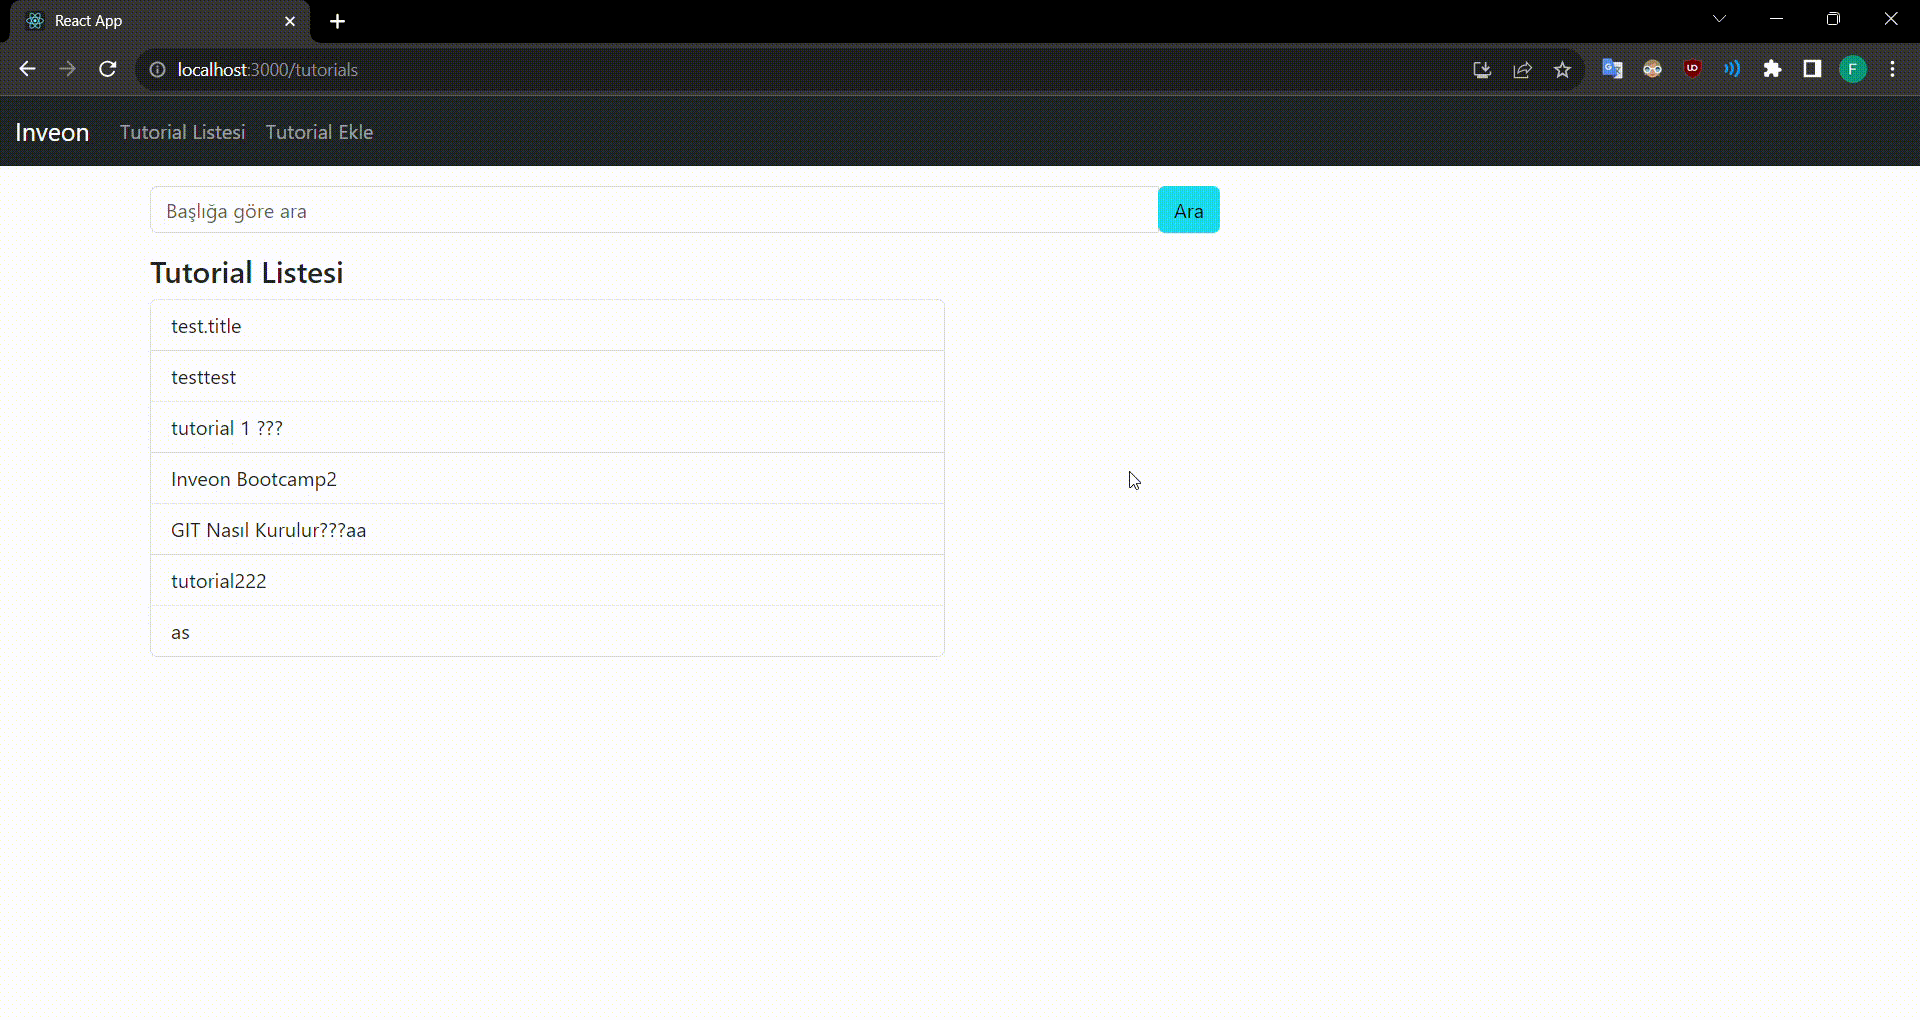 React App
localhost:3000/tutorials
F
Inveon Tutorial Listesi Tutorial Ekle
Başlığa göre ara Ara
Tutorial Listesi
test.title
testtest
tutorial 1 ???
Inveon Bootcamp2
GIT Nasıl Kurulur???aa
tutorial222
as